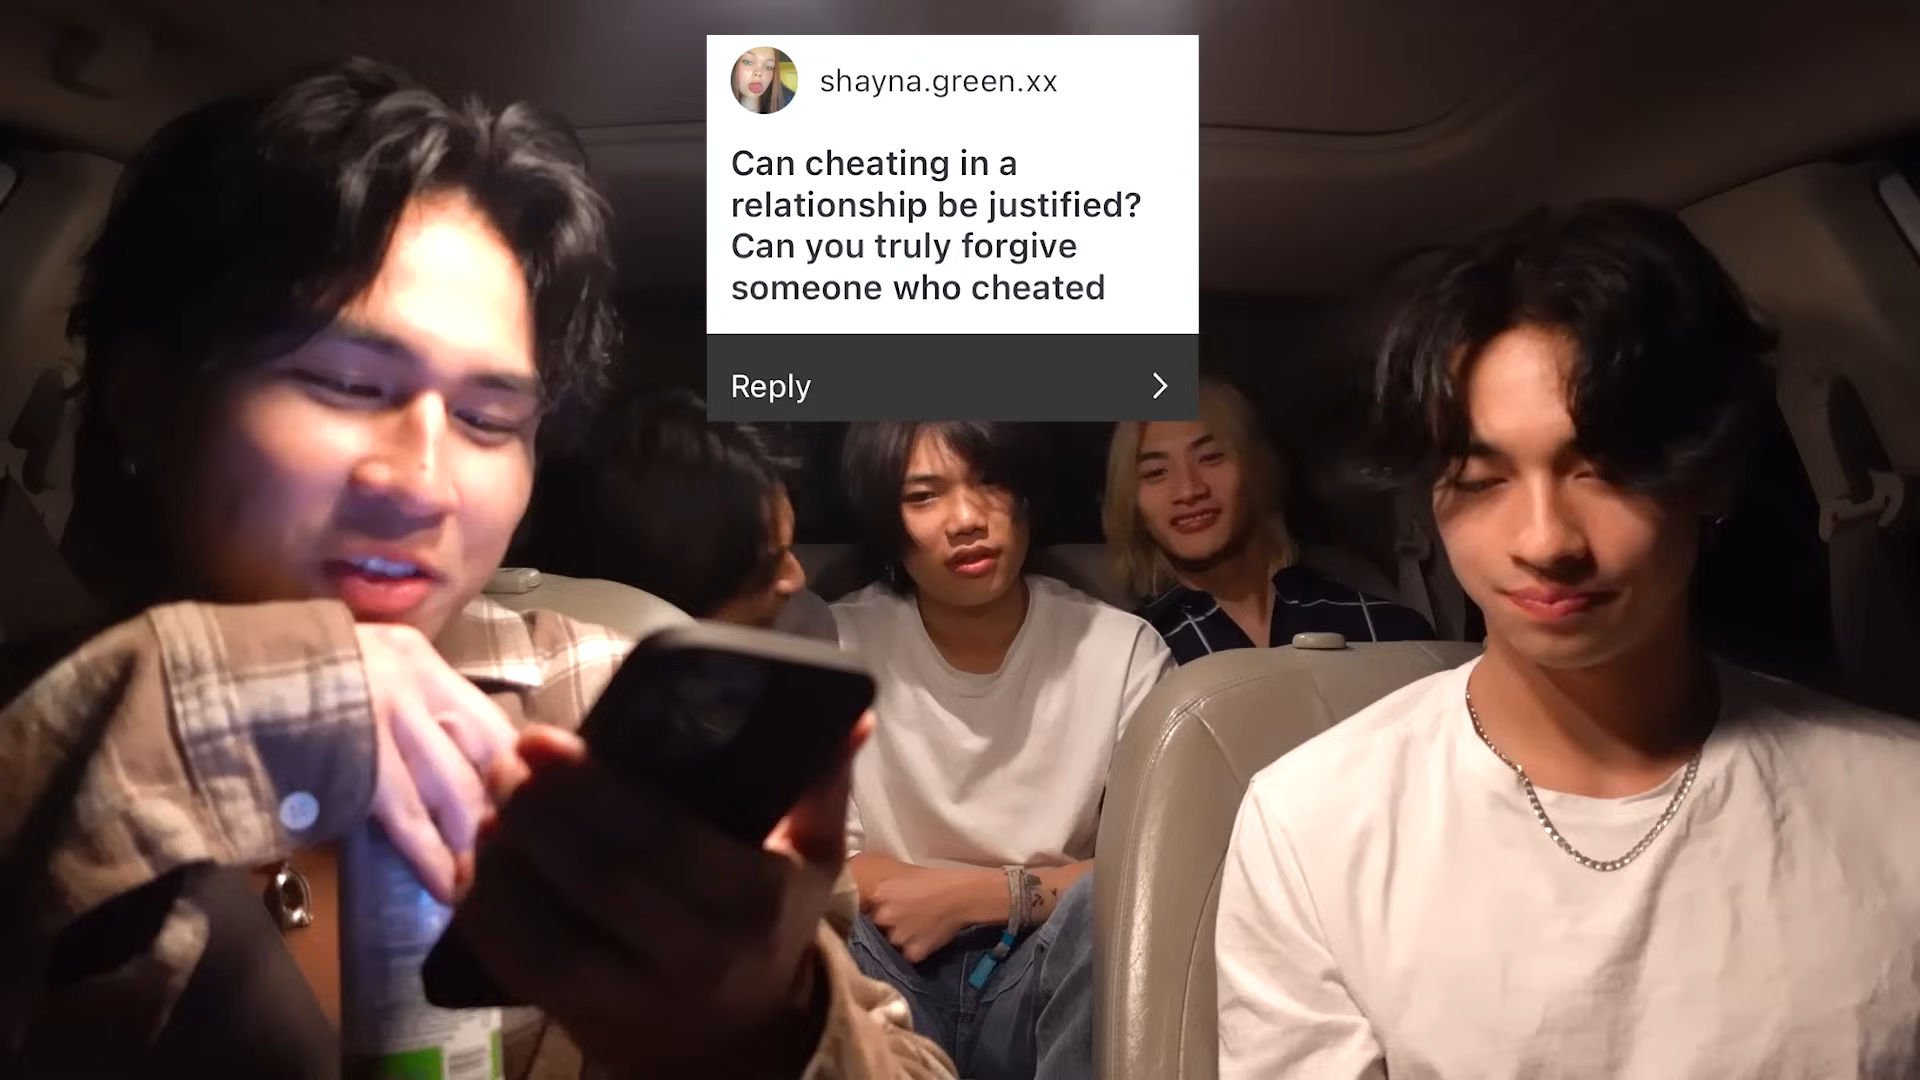 shayna.green.xx
Can cheating in a
relationship be justified?
Can you truly forgive
someone who cheated
Reply